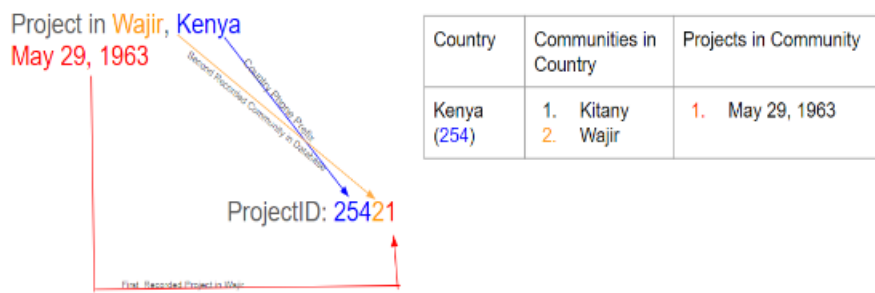 Project in Wajir, Kenya
May 29, 1963
Country Phone Prefix
Second Recorded Community in Database
ProjectID: 25421
First Recorded Project in Wajir
Country
Communities in
Country
Projects in Community
Kenya
(254)
1. Kitany
2. Wajir
1. May 29, 1963